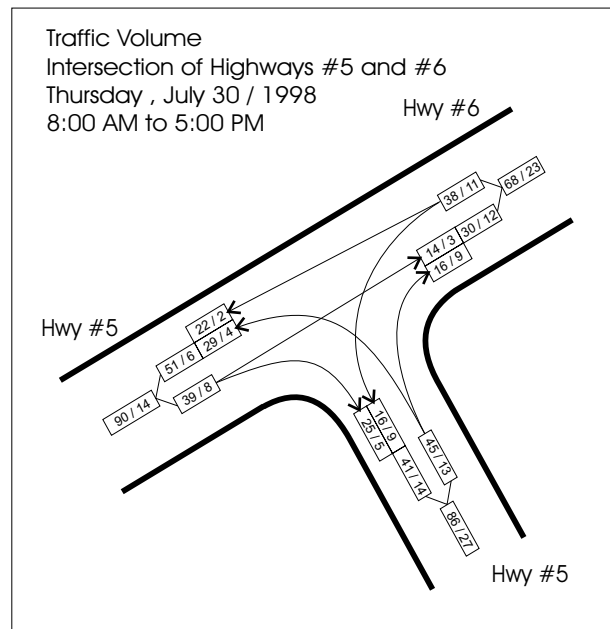 Traffic Volume
Intersection of Highways #5 and #6
Thursday , July 30 / 1998
8:00 AM to 5:00 PM
Hwy #6
68 / 23
38 / 11
30 / 12
14 / 3
16 / 9
Hwy #5
22 / 2
29 / 4
51 / 6
39 / 8
90 / 14
16 / 9
25 / 5
45 / 13
41 / 14
86 / 27
Hwy #5